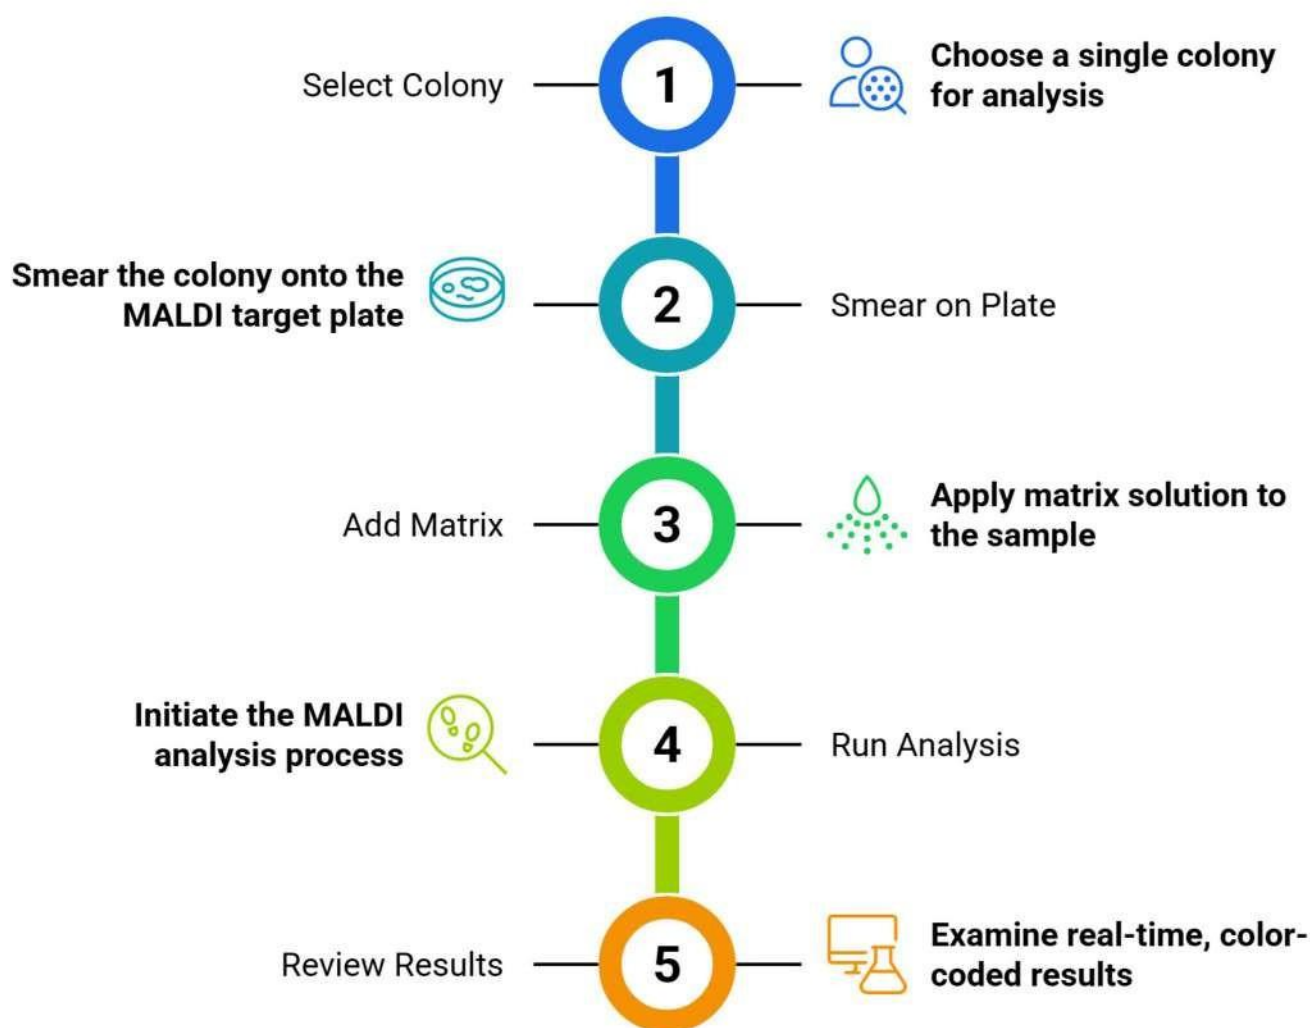 Select Colony
1
Choose a single colony
for analysis
Smear the colony onto the
MALDI target plate
2
Smear on Plate
Add Matrix
3
Apply matrix solution to
the sample
Initiate the MALDI
analysis process
4
Run Analysis
Review Results
5
Examine real-time, color-
coded results